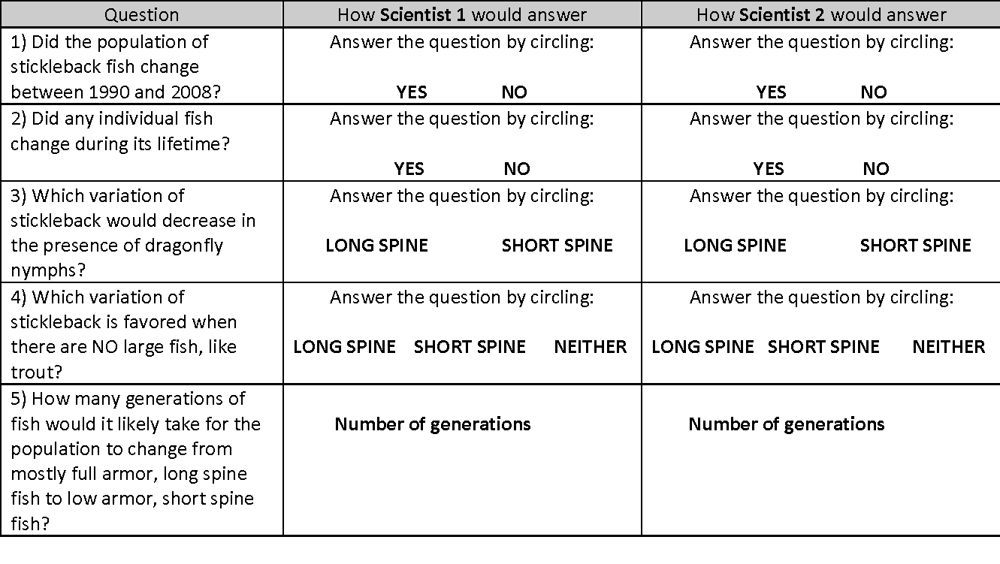 Question
How Scientist 1 would answer
How Scientist 2 would answer
1) Did the population of
stickleback fish change
between 1990 and 2008?
Answer the question by circling:
YES NO
Answer the question by circling:
YES NO
2) Did any individual fish
change during its lifetime?
Answer the question by circling:
YES NO
Answer the question by circling:
YES NO
3) Which variation of
stickleback would decrease in
the presence of dragonfly
nymphs?
Answer the question by circling:
LONG SPINE SHORT SPINE
Answer the question by circling:
LONG SPINE SHORT SPINE
4) Which variation of
stickleback is favored when
there are NO large fish, like
trout?
Answer the question by circling:
LONG SPINE SHORT SPINE NEITHER
Answer the question by circling:
LONG SPINE SHORT SPINE NEITHER
5) How many generations of
fish would it likely take for the
population to change from
mostly full armor, long spine
fish to low armor, short spine
fish?
Number of generations
Number of generations